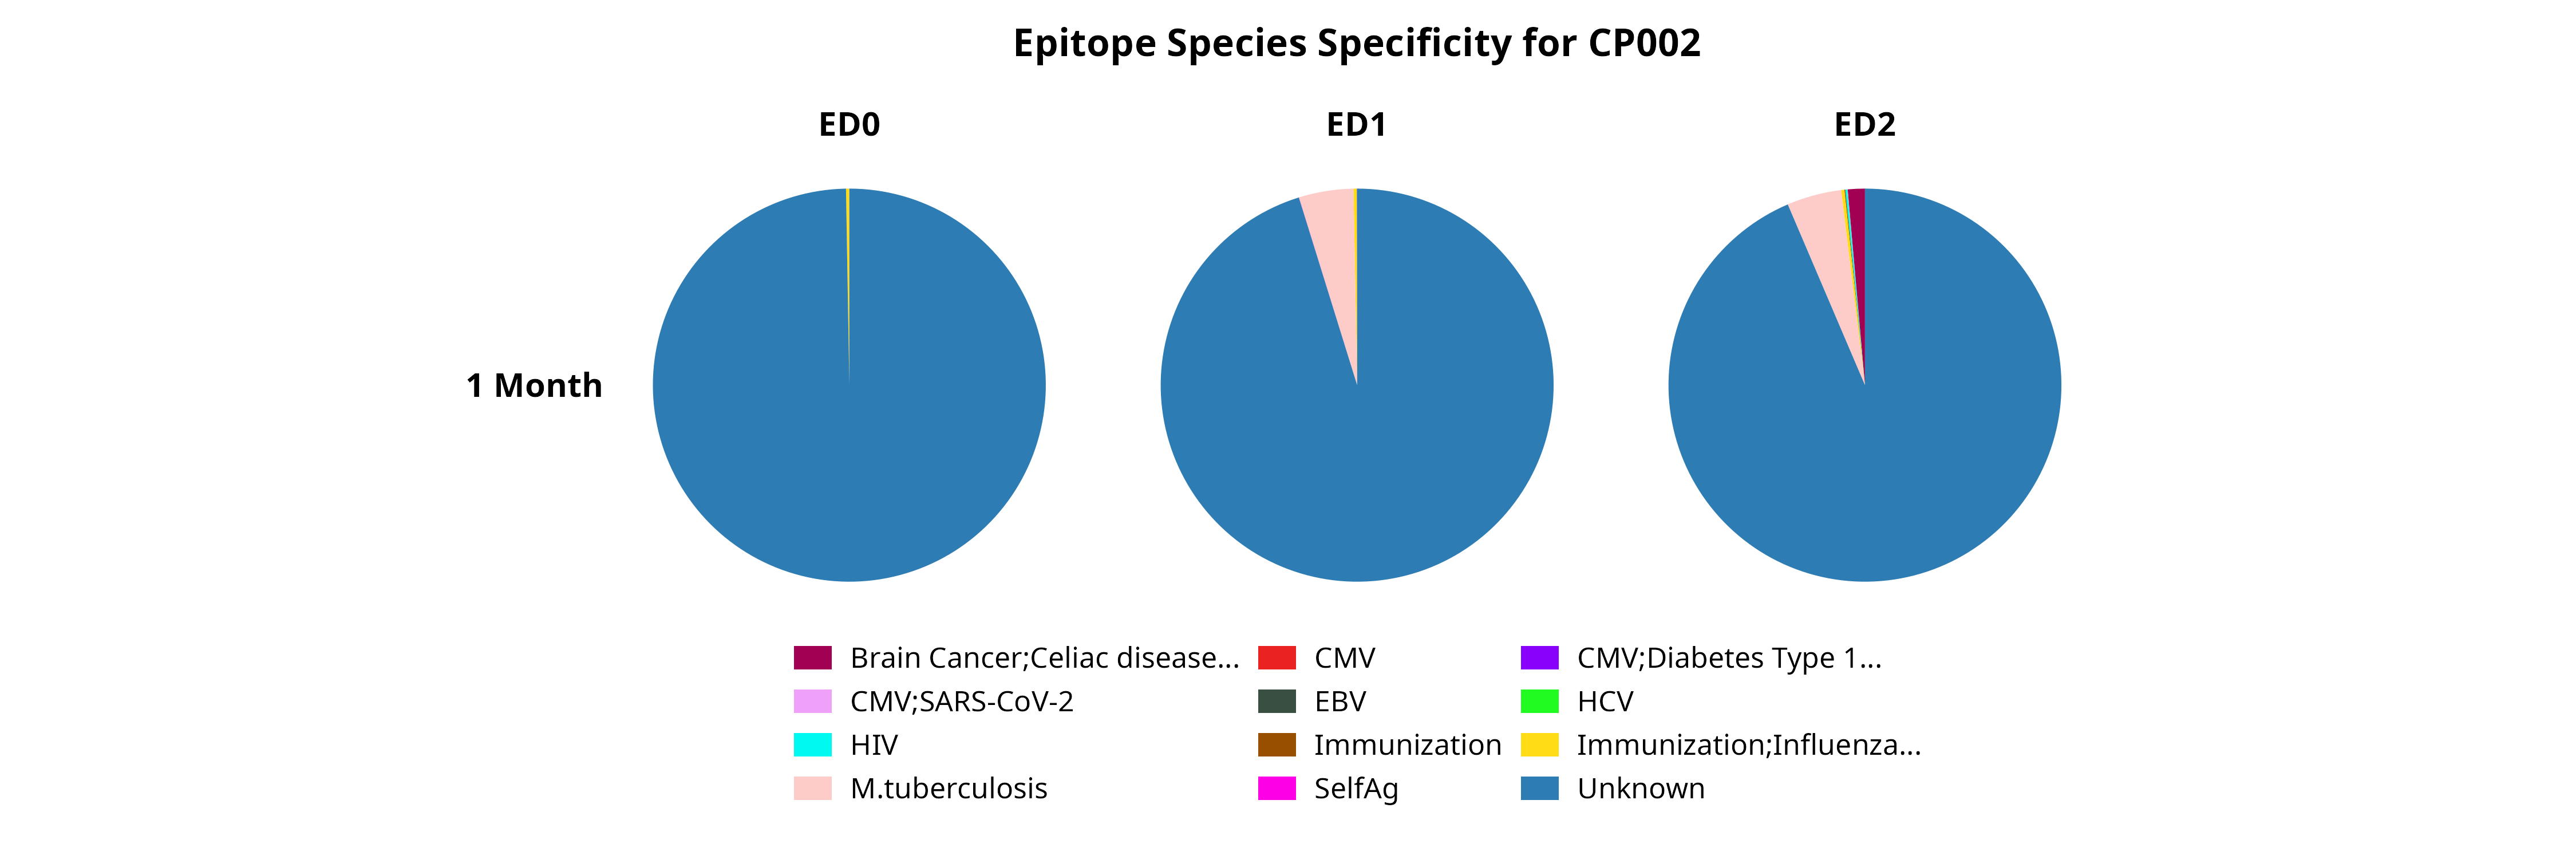 Epitope Species Specificity for CP002
ED0
ED1
ED2
1 Month
Brain Cancer;Celiac disease...
CMV
CMV;Diabetes Type 1...
CMV;SARS-CoV-2
EBV
HCV
HIV
Immunization
Immunization;Influenza...
M.tuberculosis
SelfAg
Unknown